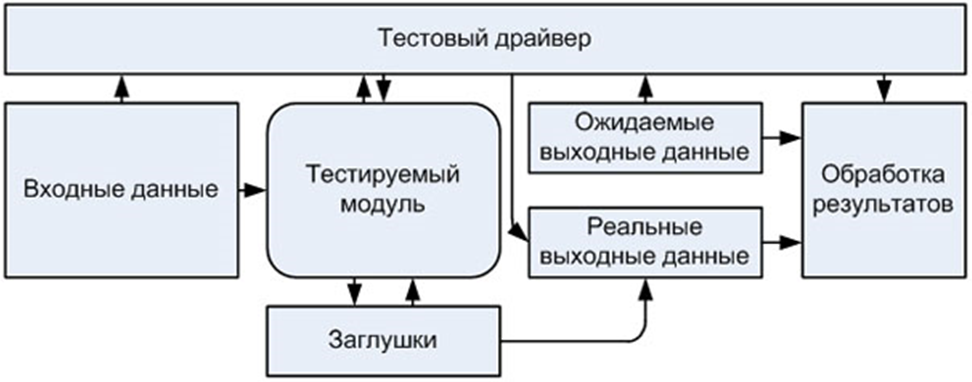 Тестовый драйвер
Входные данные
Тестируемый
модуль
Ожидаемые
выходные данные
Реальные
выходные данные
Обработка
результатов
Заглушки